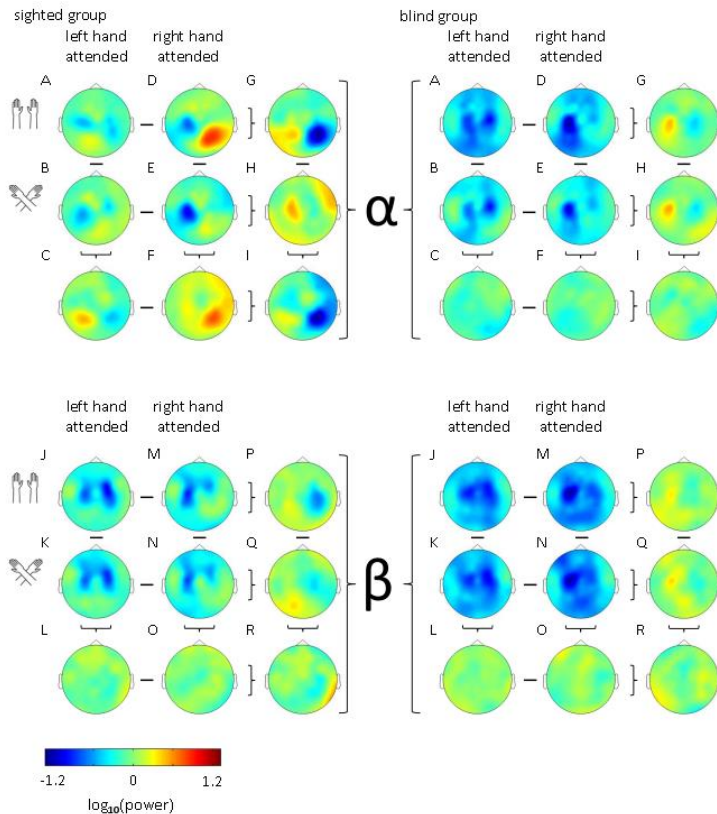 sighted group
blind group
left hand attended
right hand attended
left hand attended
right hand attended
A D G
A D G
B E H
B E H
α
C F I
C F I
left hand attended
right hand attended
left hand attended
right hand attended
J M P
J M P
K N Q
K N Q
β
L O R
L O R
-1.2 0 1.2
log₁₀(power)